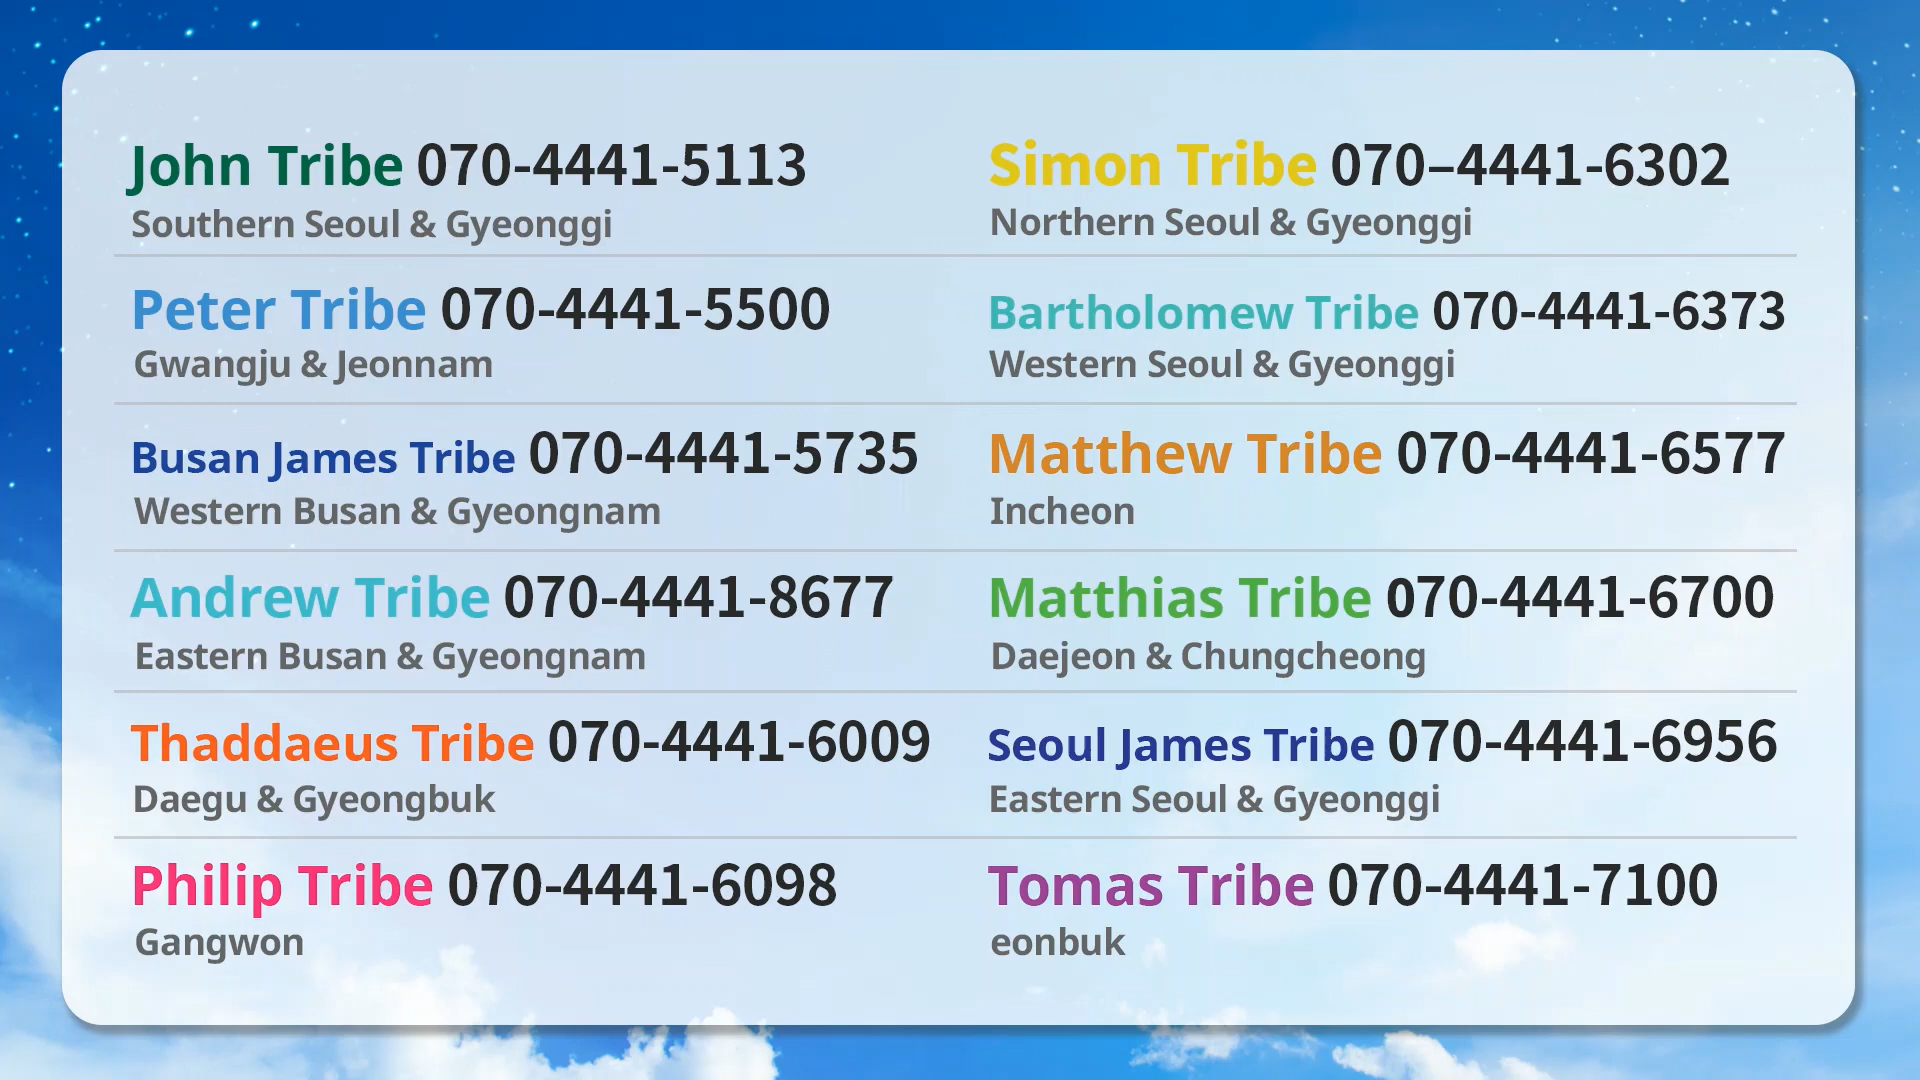 John Tribe 070-4441-5113
Southern Seoul & Gyeonggi
Simon Tribe 070–4441-6302
Northern Seoul & Gyeonggi
Peter Tribe 070-4441-5500
Gwangju & Jeonnam
Bartholomew Tribe 070-4441-6373
Western Seoul & Gyeonggi
Busan James Tribe 070-4441-5735
Western Busan & Gyeongnam
Matthew Tribe 070-4441-6577
Incheon
Andrew Tribe 070-4441-8677
Eastern Busan & Gyeongnam
Matthias Tribe 070-4441-6700
Daejeon & Chungcheong
Thaddaeus Tribe 070-4441-6009
Daegu & Gyeongbuk
Seoul James Tribe 070-4441-6956
Eastern Seoul & Gyeonggi
Philip Tribe 070-4441-6098
Gangwon
Tomas Tribe 070-4441-7100
eonbuk